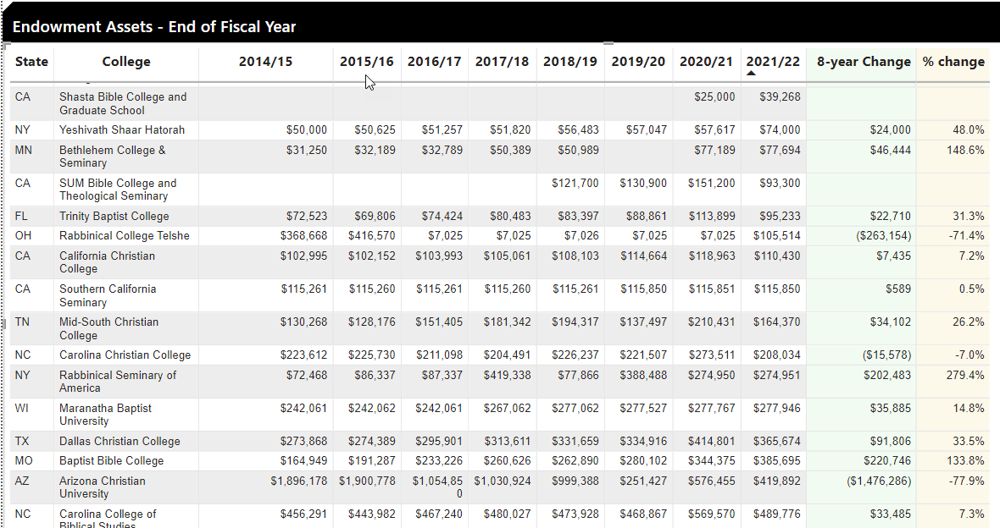 Endowment Assets - End of Fiscal Year
State College 2014/15 2015/16 2016/17 2017/18 2018/19 2019/20 2020/21 2021/22 8-year Change % change
CA Shasta Bible College and $25,000 $39,268
Graduate School
NY Yeshivath Shaar Hatorah $50,000 $50,625 $51,257 $51,820 $56,483 $57,047 $57,617 $74,000 $24,000 48.0%
MN Bethlehem College & $31,250 $32,189 $32,789 $50,389 $50,989 $77,189 $77,694 $46,444 148.6%
Seminary
CA SUM Bible College and $121,700 $130,900 $151,200 $93,300
Theological Seminary
FL Trinity Baptist College $72,523 $69,806 $74,424 $80,483 $83,397 $88,861 $113,899 $95,233 $22,710 31.3%
OH Rabbinical College Telshe $368,668 $416,570 $7,025 $7,025 $7,026 $7,025 $7,025 $105,514 ($263,154) -71.4%
CA California Christian $102,995 $102,152 $103,993 $105,061 $108,103 $114,664 $118,963 $110,430 $7,435 7.2%
College
CA Southern California $115,261 $115,260 $115,261 $115,260 $115,261 $115,850 $115,851 $115,850 $589 0.5%
Seminary
TN Mid-South Christian $130,268 $128,176 $151,405 $181,342 $194,317 $137,497 $210,431 $164,370 $34,102 26.2%
College
NC Carolina Christian College $223,612 $225,730 $211,098 $204,491 $226,237 $221,507 $273,511 $208,034 ($15,578) -7.0%
NY Rabbinical Seminary of $72,468 $86,337 $87,337 $419,338 $77,866 $388,488 $274,950 $274,951 $202,483 279.4%
America
WI Maranatha Baptist $242,061 $242,062 $242,061 $267,062 $277,062 $277,527 $277,767 $277,946 $35,885 14.8%
University
TX Dallas Christian College $273,868 $274,389 $295,901 $313,611 $331,659 $334,916 $414,801 $365,674 $91,806 33.5%
MO Baptist Bible College $164,949 $191,287 $233,226 $260,626 $262,890 $280,102 $344,375 $385,695 $220,746 133.8%
AZ Arizona Christian $1,896,178 $1,900,778 $1,054,85 $1,030,924 $999,388 $251,427 $576,455 $419,892 ($1,476,286) -77.9%
University 0
NC Carolina College of $456,291 $443,982 $467,240 $480,027 $473,928 $468,867 $569,570 $489,776 $33,485 7.3%
Biblical Studies